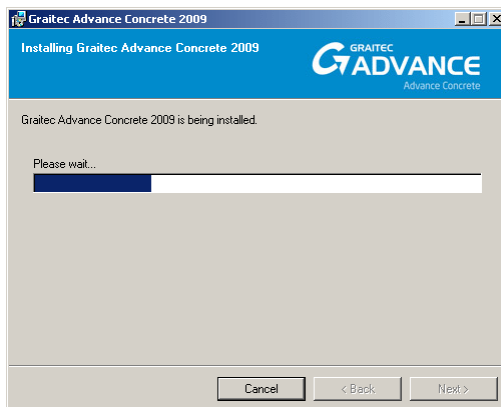 Graitec Advance Concrete 2009
Installing Graitec Advance Concrete 2009
GRAITEC
ADVANCE
Advance Concrete
Graitec Advance Concrete 2009 is being installed.
Please wait...
Cancel
< Back
Next >